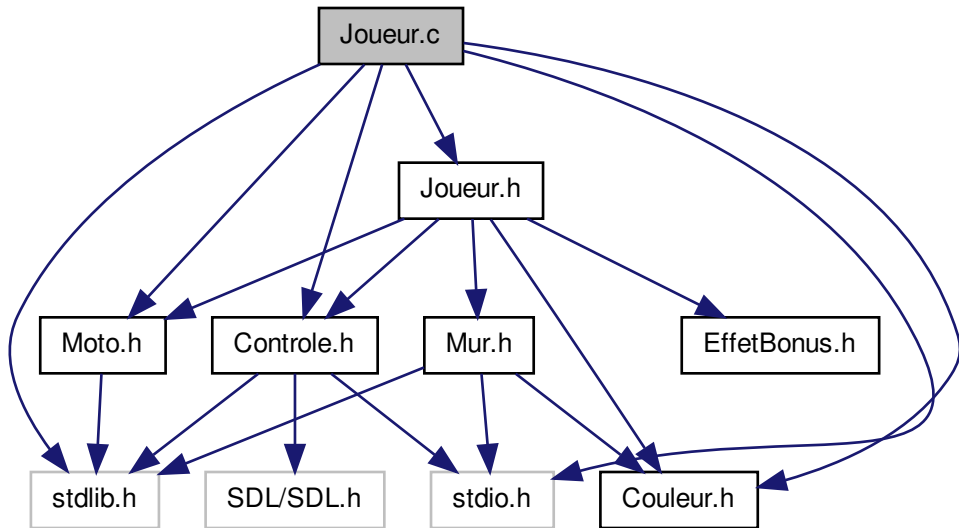 Joueur.c
Joueur.h
Moto.h
Controle.h
Mur.h
EffetBonus.h
stdlib.h
SDL/SDL.h
stdio.h
Couleur.h